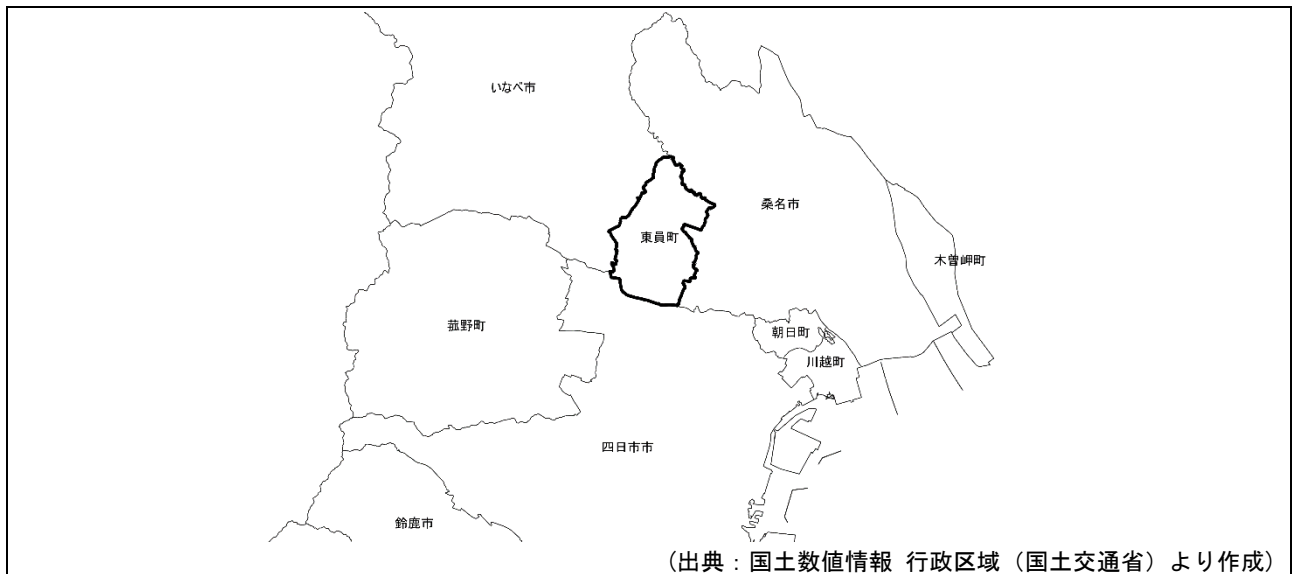 いなべ市
桑名市
東員町
木曽岬町
菰野町
朝日町
川越町
四日市市
鈴鹿市
(出典：国土数値情報 行政区域（国土交通省）より作成)